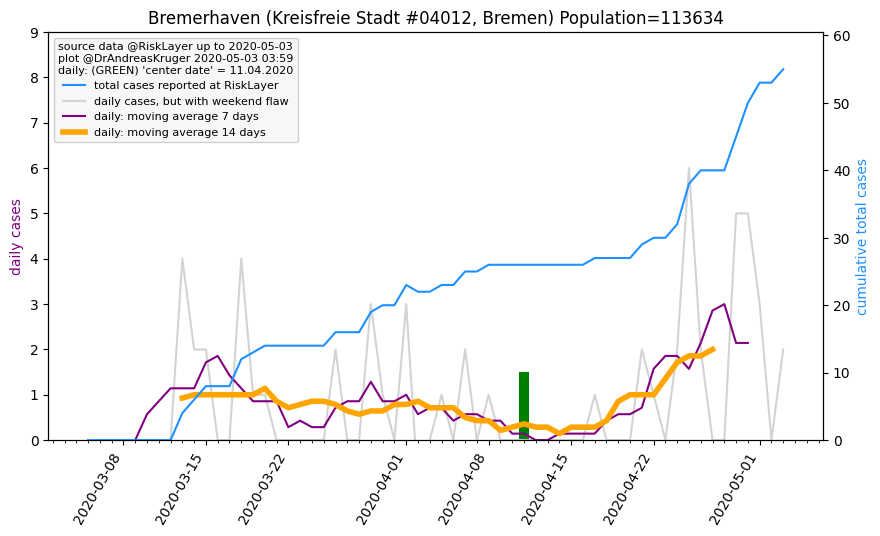 Bremerhaven (Kreisfreie Stadt #04012, Bremen) Population=113634
source data @RiskLayer up to 2020-05-03
plot @DrAndreasKruger 2020-05-03 03:59
daily: (GREEN) 'center date' = 11.04.2020
total cases reported at RiskLayer
daily cases, but with weekend flaw
daily: moving average 7 days
daily: moving average 14 days
daily cases
9
8
7
6
5
4
3
2
1
0
cumulative total cases
60
50
40
30
20
10
0
2020-03-08
2020-03-15
2020-03-22
2020-04-01
2020-04-08
2020-04-15
2020-04-22
2020-05-01